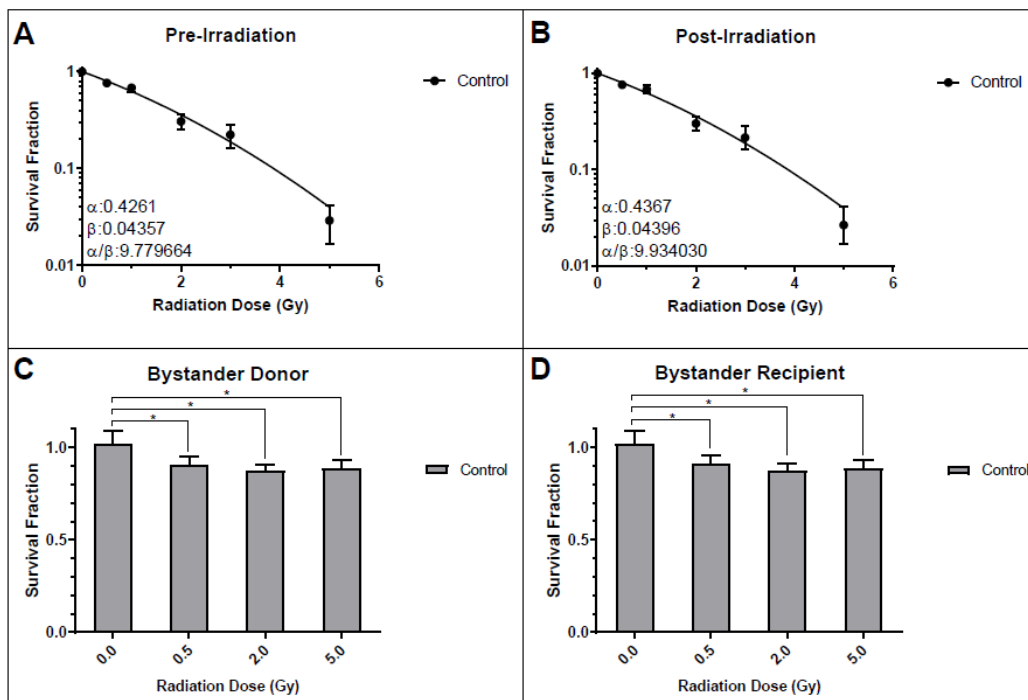 A
Pre-Irradiation
Control
1
0.1
0.01
Survival Fraction
α:0.4261
β:0.04357
α/β:9.779664
0
2
4
6
Radiation Dose (Gy)
B
Post-Irradiation
Control
1
0.1
0.01
Survival Fraction
α:0.4367
β:0.04396
α/β:9.934030
0
2
4
6
Radiation Dose (Gy)
C
Bystander Donor
*
*
*
Control
1.0
0.5
0.0
Survival Fraction
0.0
0.5
2.0
5.0
Radiation Dose (Gy)
D
Bystander Recipient
*
*
*
Control
1.0
0.5
0.0
Survival Fraction
0.0
0.5
2.0
5.0
Radiation Dose (Gy)